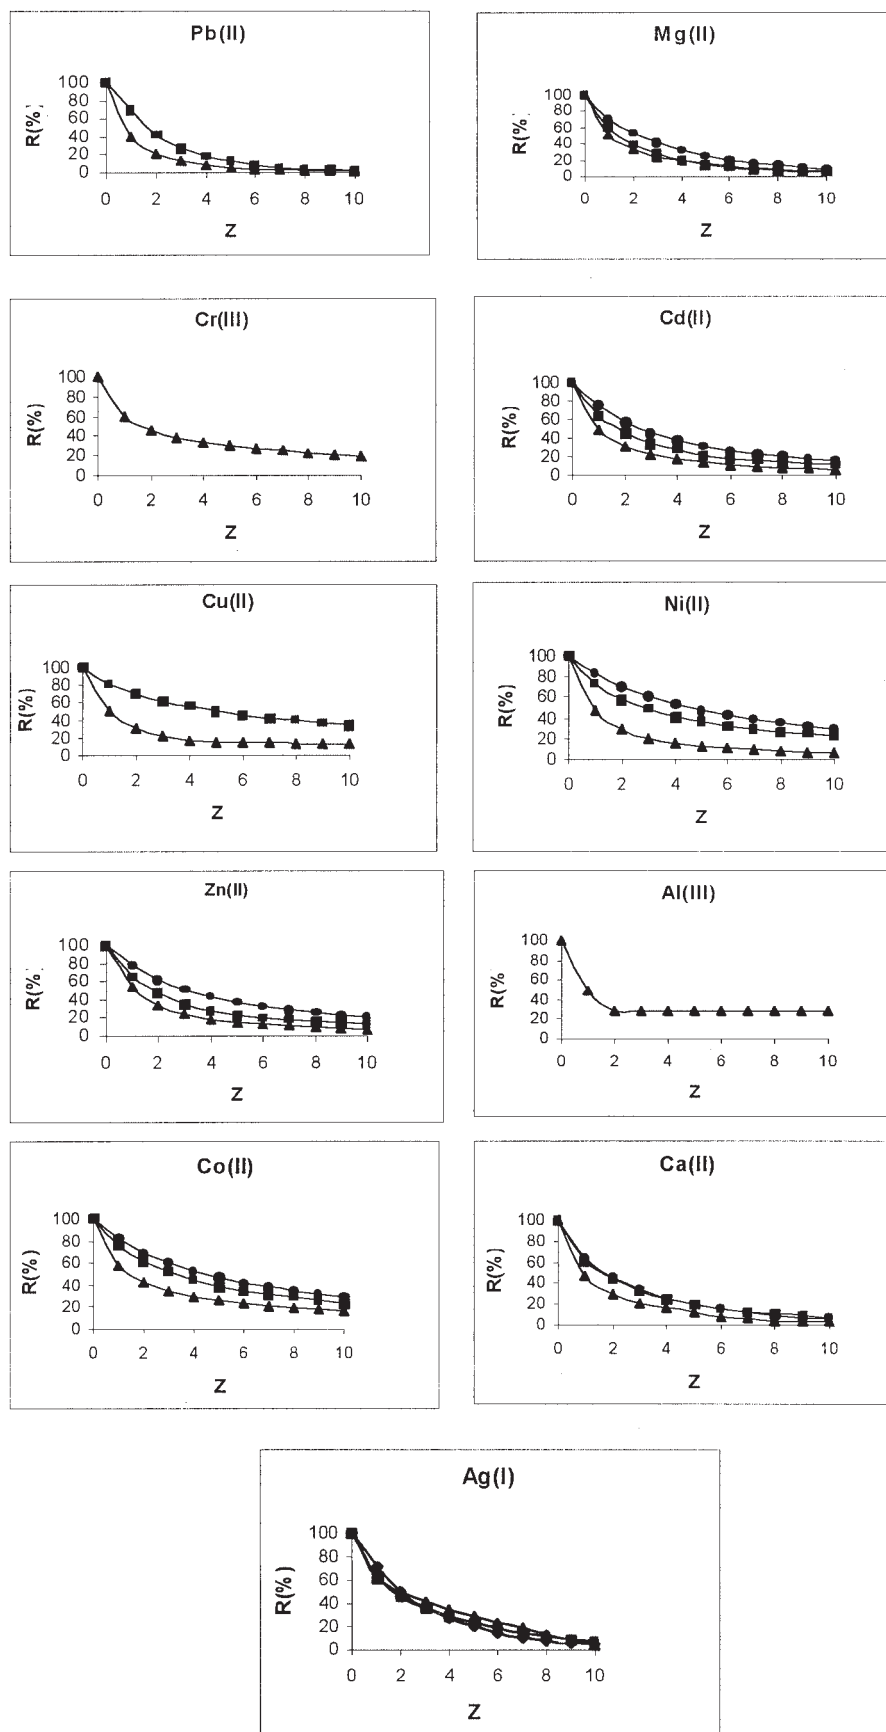 Pb(II)
R(%)
100
80
60
40
20
0
0 2 4 6 8 10
Z
Mg(II)
R(%
100
80
60
40
20
0
0 2 4 6 8 10
Z
Cr(III)
R(%)
100
80
60
40
20
0
0 2 4 6 8 10
Z
Cd(II)
R(%)
100
80
60
40
20
0
0 2 4 6 8 10
Z
Cu(II)
R(%)
100
80
60
40
20
0
0 2 4 6 8 10
Z
Ni(II)
R(%)
100
80
60
40
20
0
0 2 4 6 8 10
Z
Zn(II)
R(%
100
80
60
40
20
0
0 2 4 6 8 10
Z
Al(III)
R(%
100
80
60
40
20
0
0 2 4 6 8 10
Z
Co(II)
R(%)
100
80
60
40
20
0
0 2 4 6 8 10
Z
Ca(II)
R(%)
100
80
60
40
20
0
0 2 4 6 8 10
Z
Ag(I)
R(%)
100
80
60
40
20
0
0 2 4 6 8 10
Z